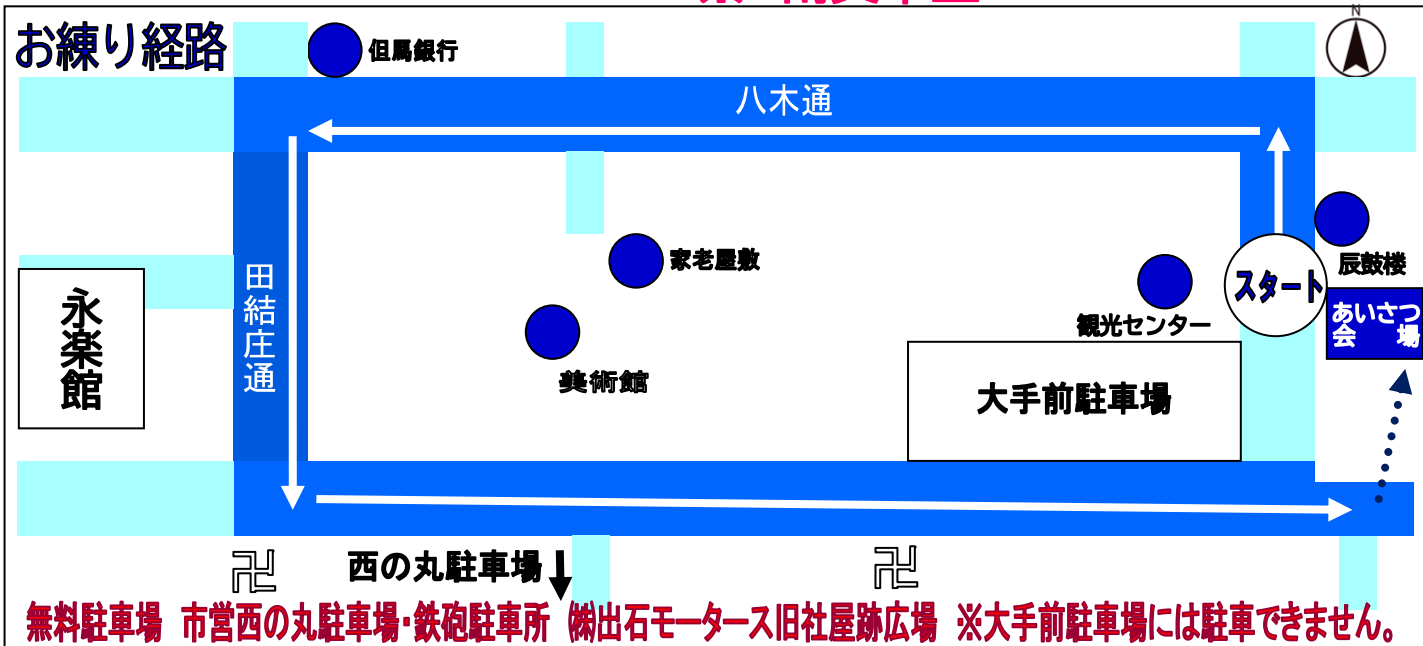 N
お練り経路
但馬銀行
八木通
家老屋敷
辰鼓楼
スタート
観光センター
あいさつ
会 場
永楽館
田結庄通
美術館
大手前駐車場
卍
西の丸駐車場
卍
無料駐車場 市営西の丸駐車場・鉄砲駐車所 ㈱出石モータース旧社屋跡広場 ※大手前駐車場には駐車できません。